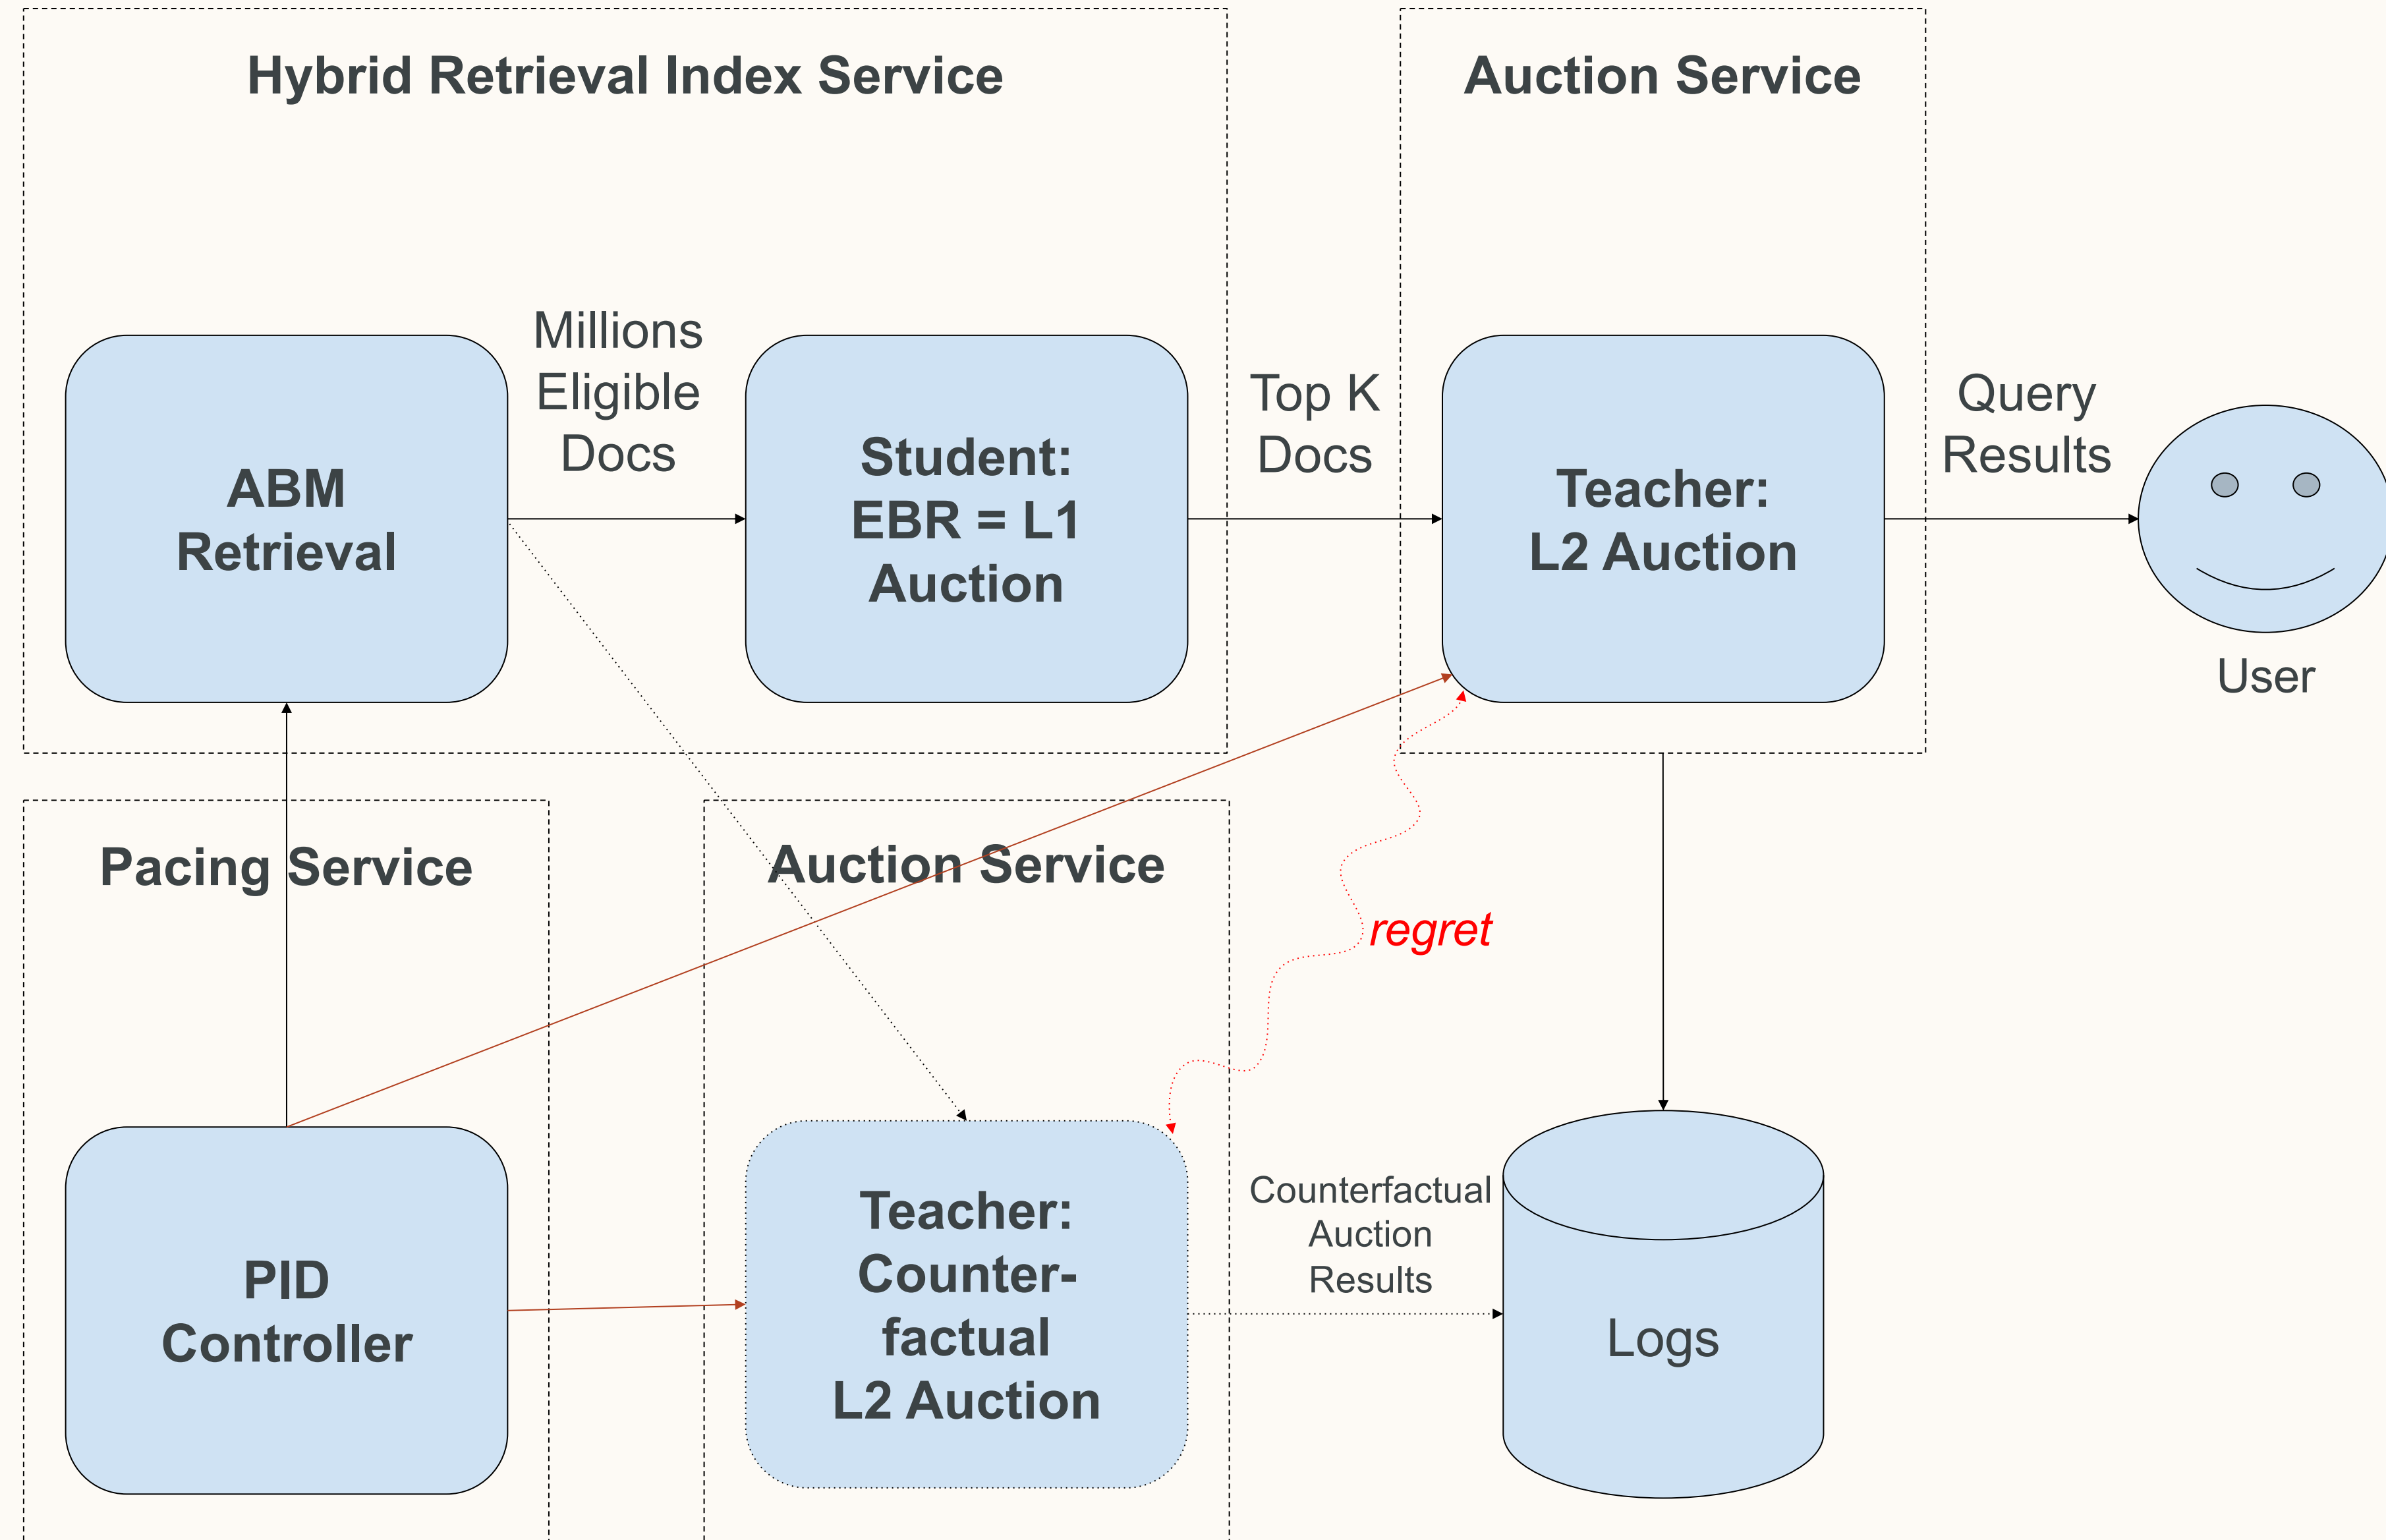 Hybrid Retrieval Index Service
Auction Service
ABM
Retrieval
Millions
Eligible
Docs
Student:
EBR = L1
Auction
Top K
Docs
Teacher:
L2 Auction
Query
Results
User
Pacing Service
Auction Service
regret
PID
Controller
Teacher:
Counter-
factual
L2 Auction
Counterfactual
Auction
Results
Logs